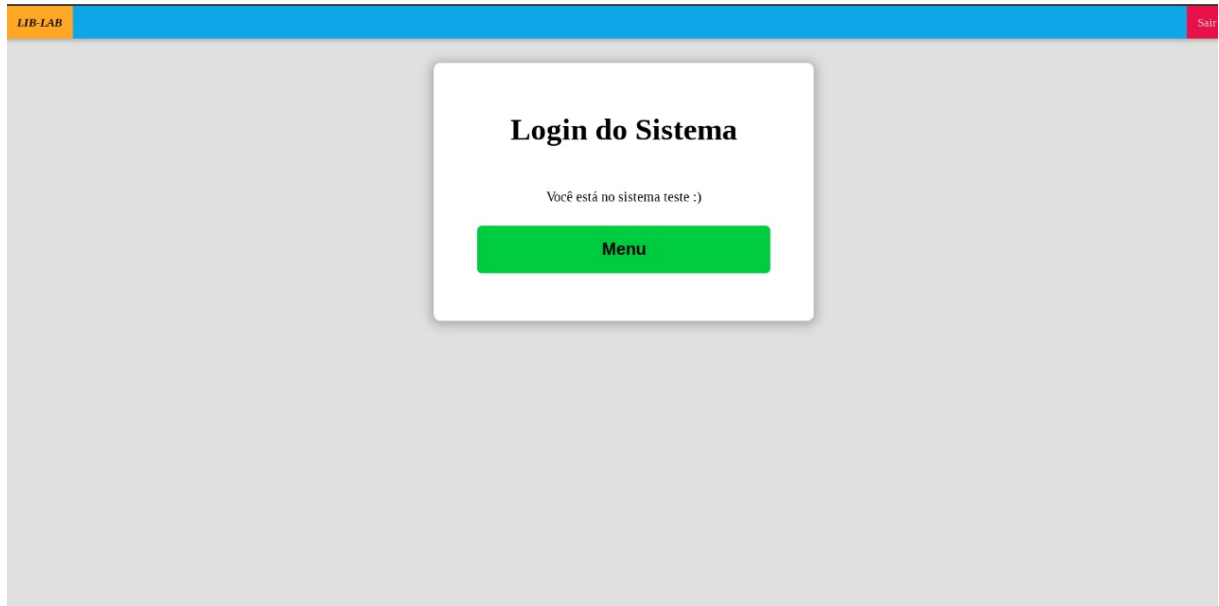 LIB-LAB
Sair
Login do Sistema
Você está no sistema teste :)
Menu